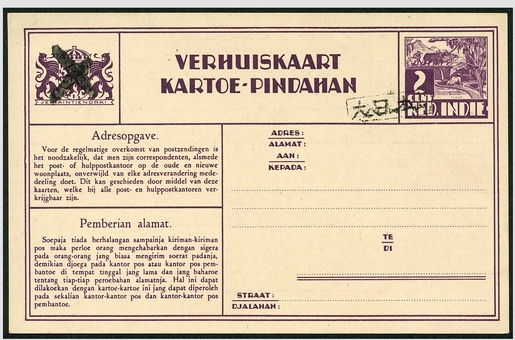 VERHUISKAART
KARTOE-PINDAHAN
2
CENT
NED. INDIE
大日本
Adresopgave.
Voor de regelmatige overkomst van postzendingen is
het noodzakelijk, dat men zijn correspondenten, alsmede
het post- of hulppostkantoor op de oude en nieuwe
woonplaats, onverwijld van elke adresverandering mede-
deeling doet. Dit kan geschieden door middel van deze
kaarten, welke bij alle post- en hulppostkantoren ver-
krijgbaar zijn.
Pemberian alamat.
Soepaja tiada berhalangan sampainja kiriman-kiriman
pos maka perloe orang mengchabarkan dengan sigera
pada orang-orang jang biasa mengirim soerat padanja,
demikian djoega pada kantor pos atau kantor pos pem-
bantoe di tempat tinggal jang lama dan jang baharoe
tentang tiap-tiap peroebahan alamatnja. Hal ini dapat
dilakoekan dengan kartoe-kartoe ini jang dapat diperoleh
pada sekalian kantor-kantor pos dan kantor-kantor pos
pembantoe.
ADRES:
ALAMAT:
AAN:
KEPADA:
TE
DI
STRAAT:
DJALANAN: